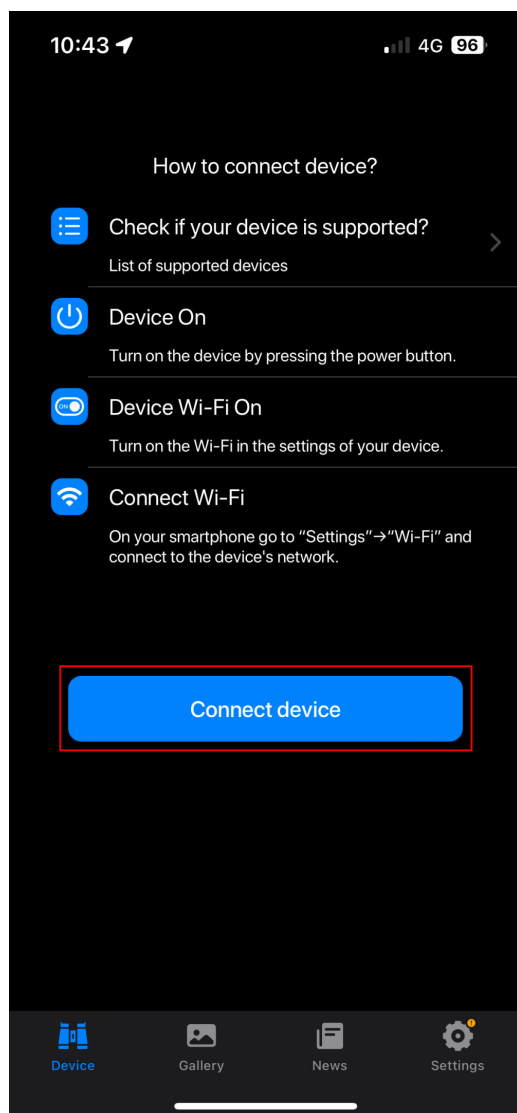 10:43
4G 96
How to connect device?
Check if your device is supported?
List of supported devices
Device On
Turn on the device by pressing the power button.
ON
Device Wi-Fi On
Turn on the Wi-Fi in the settings of your device.
Connect Wi-Fi
On your smartphone go to “Settings”→“Wi-Fi” and
connect to the device's network.
Connect device
Device
Gallery
News
Settings